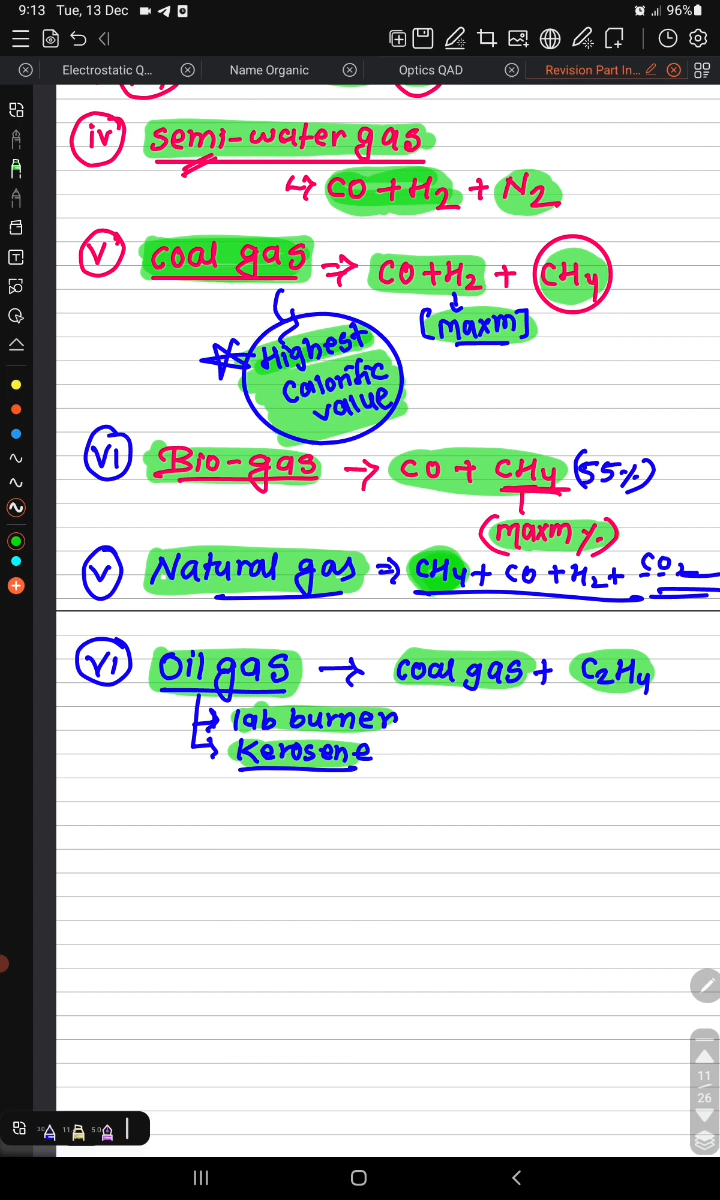 9:13 Tue, 13 Dec 96%
Electrostatic Q... Name Organic Optics QAD Revision Part In...
iv semi-water gas
↳ CO + H2 + N2
v coal gas ⇒ CO + H2 + CH4
[maxm]
Highest
Calorific
value
vi Bio-gas → CO + CH4 (55%)
(maxm %)
v Natural gas ⇒ CH4 + CO + H2 + CO2
vi Oil gas → coal gas + C2H4
↳ lab burner
↳ Kerosene
11
26